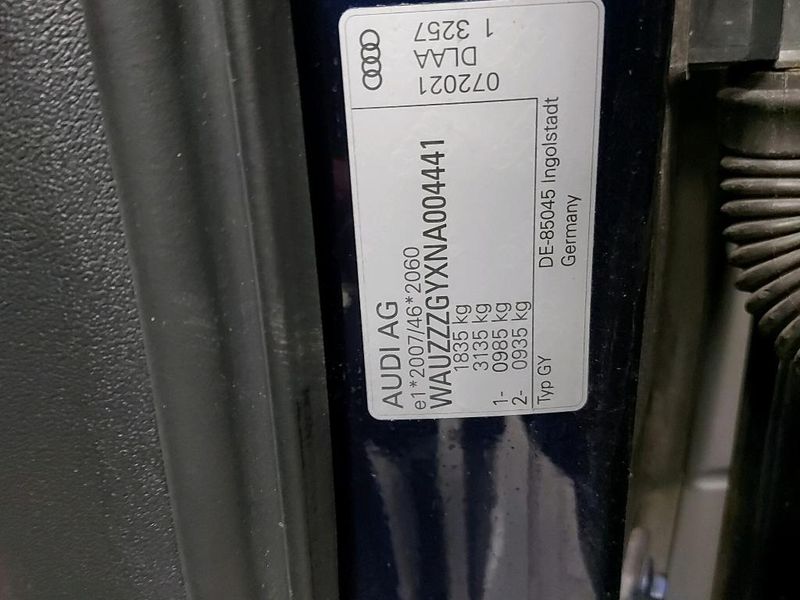 AUDI AG
e1*2007/46*2060
WAUZZZGYXNA004441
1835 kg
3135 kg
1- 0985 kg
2- 0935 kg
Typ GY
DE-85045 Ingolstadt
Germany
072021
DLAA
1 3257